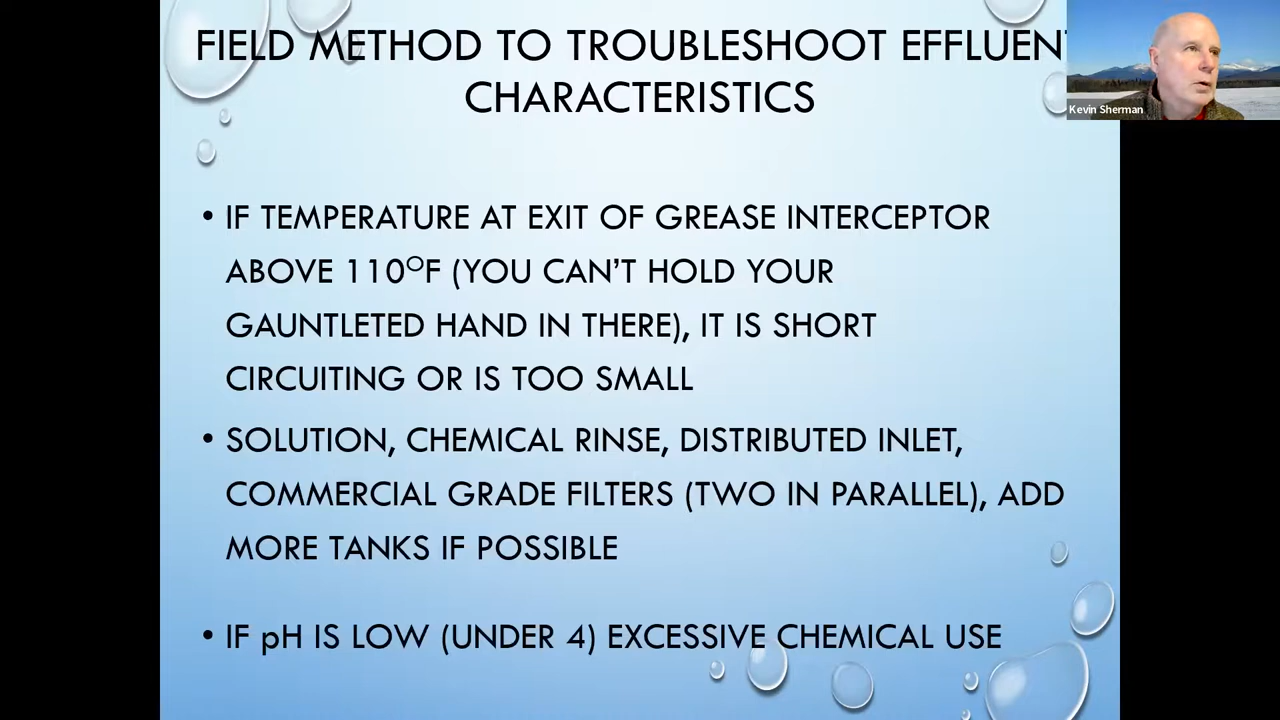 FIELD METHOD TO TROUBLESHOOT EFFLUENT
CHARACTERISTICS
Kevin Sherman
• IF TEMPERATURE AT EXIT OF GREASE INTERCEPTOR
ABOVE 110°F (YOU CAN'T HOLD YOUR
GAUNTLETED HAND IN THERE), IT IS SHORT
CIRCUITING OR IS TOO SMALL
• SOLUTION, CHEMICAL RINSE, DISTRIBUTED INLET,
COMMERCIAL GRADE FILTERS (TWO IN PARALLEL), ADD
MORE TANKS IF POSSIBLE
• IF pH IS LOW (UNDER 4) EXCESSIVE CHEMICAL USE